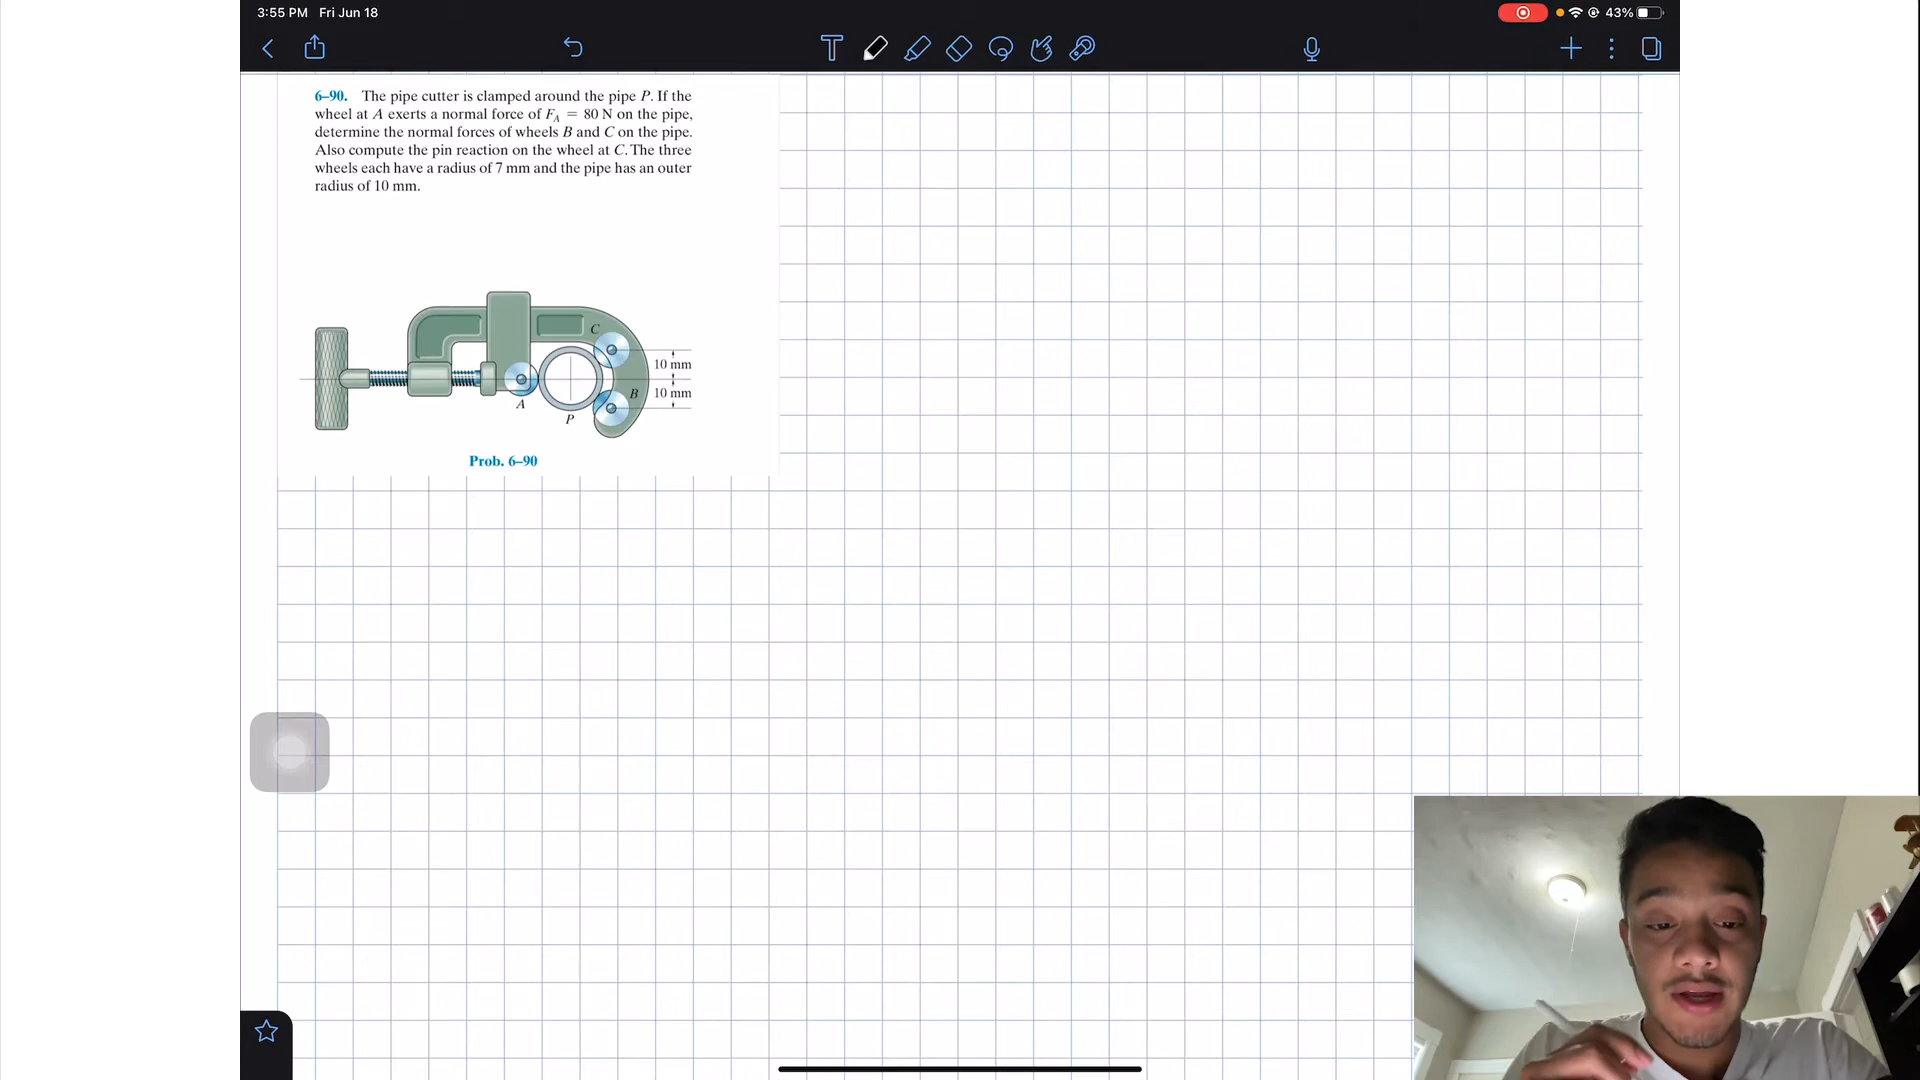 3:55 PM Fri Jun 18
43%
6–90. The pipe cutter is clamped around the pipe P. If the
wheel at A exerts a normal force of F_A = 80 N on the pipe,
determine the normal forces of wheels B and C on the pipe.
Also compute the pin reaction on the wheel at C. The three
wheels each have a radius of 7 mm and the pipe has an outer
radius of 10 mm.
C
10 mm
B 10 mm
A
P
Prob. 6–90